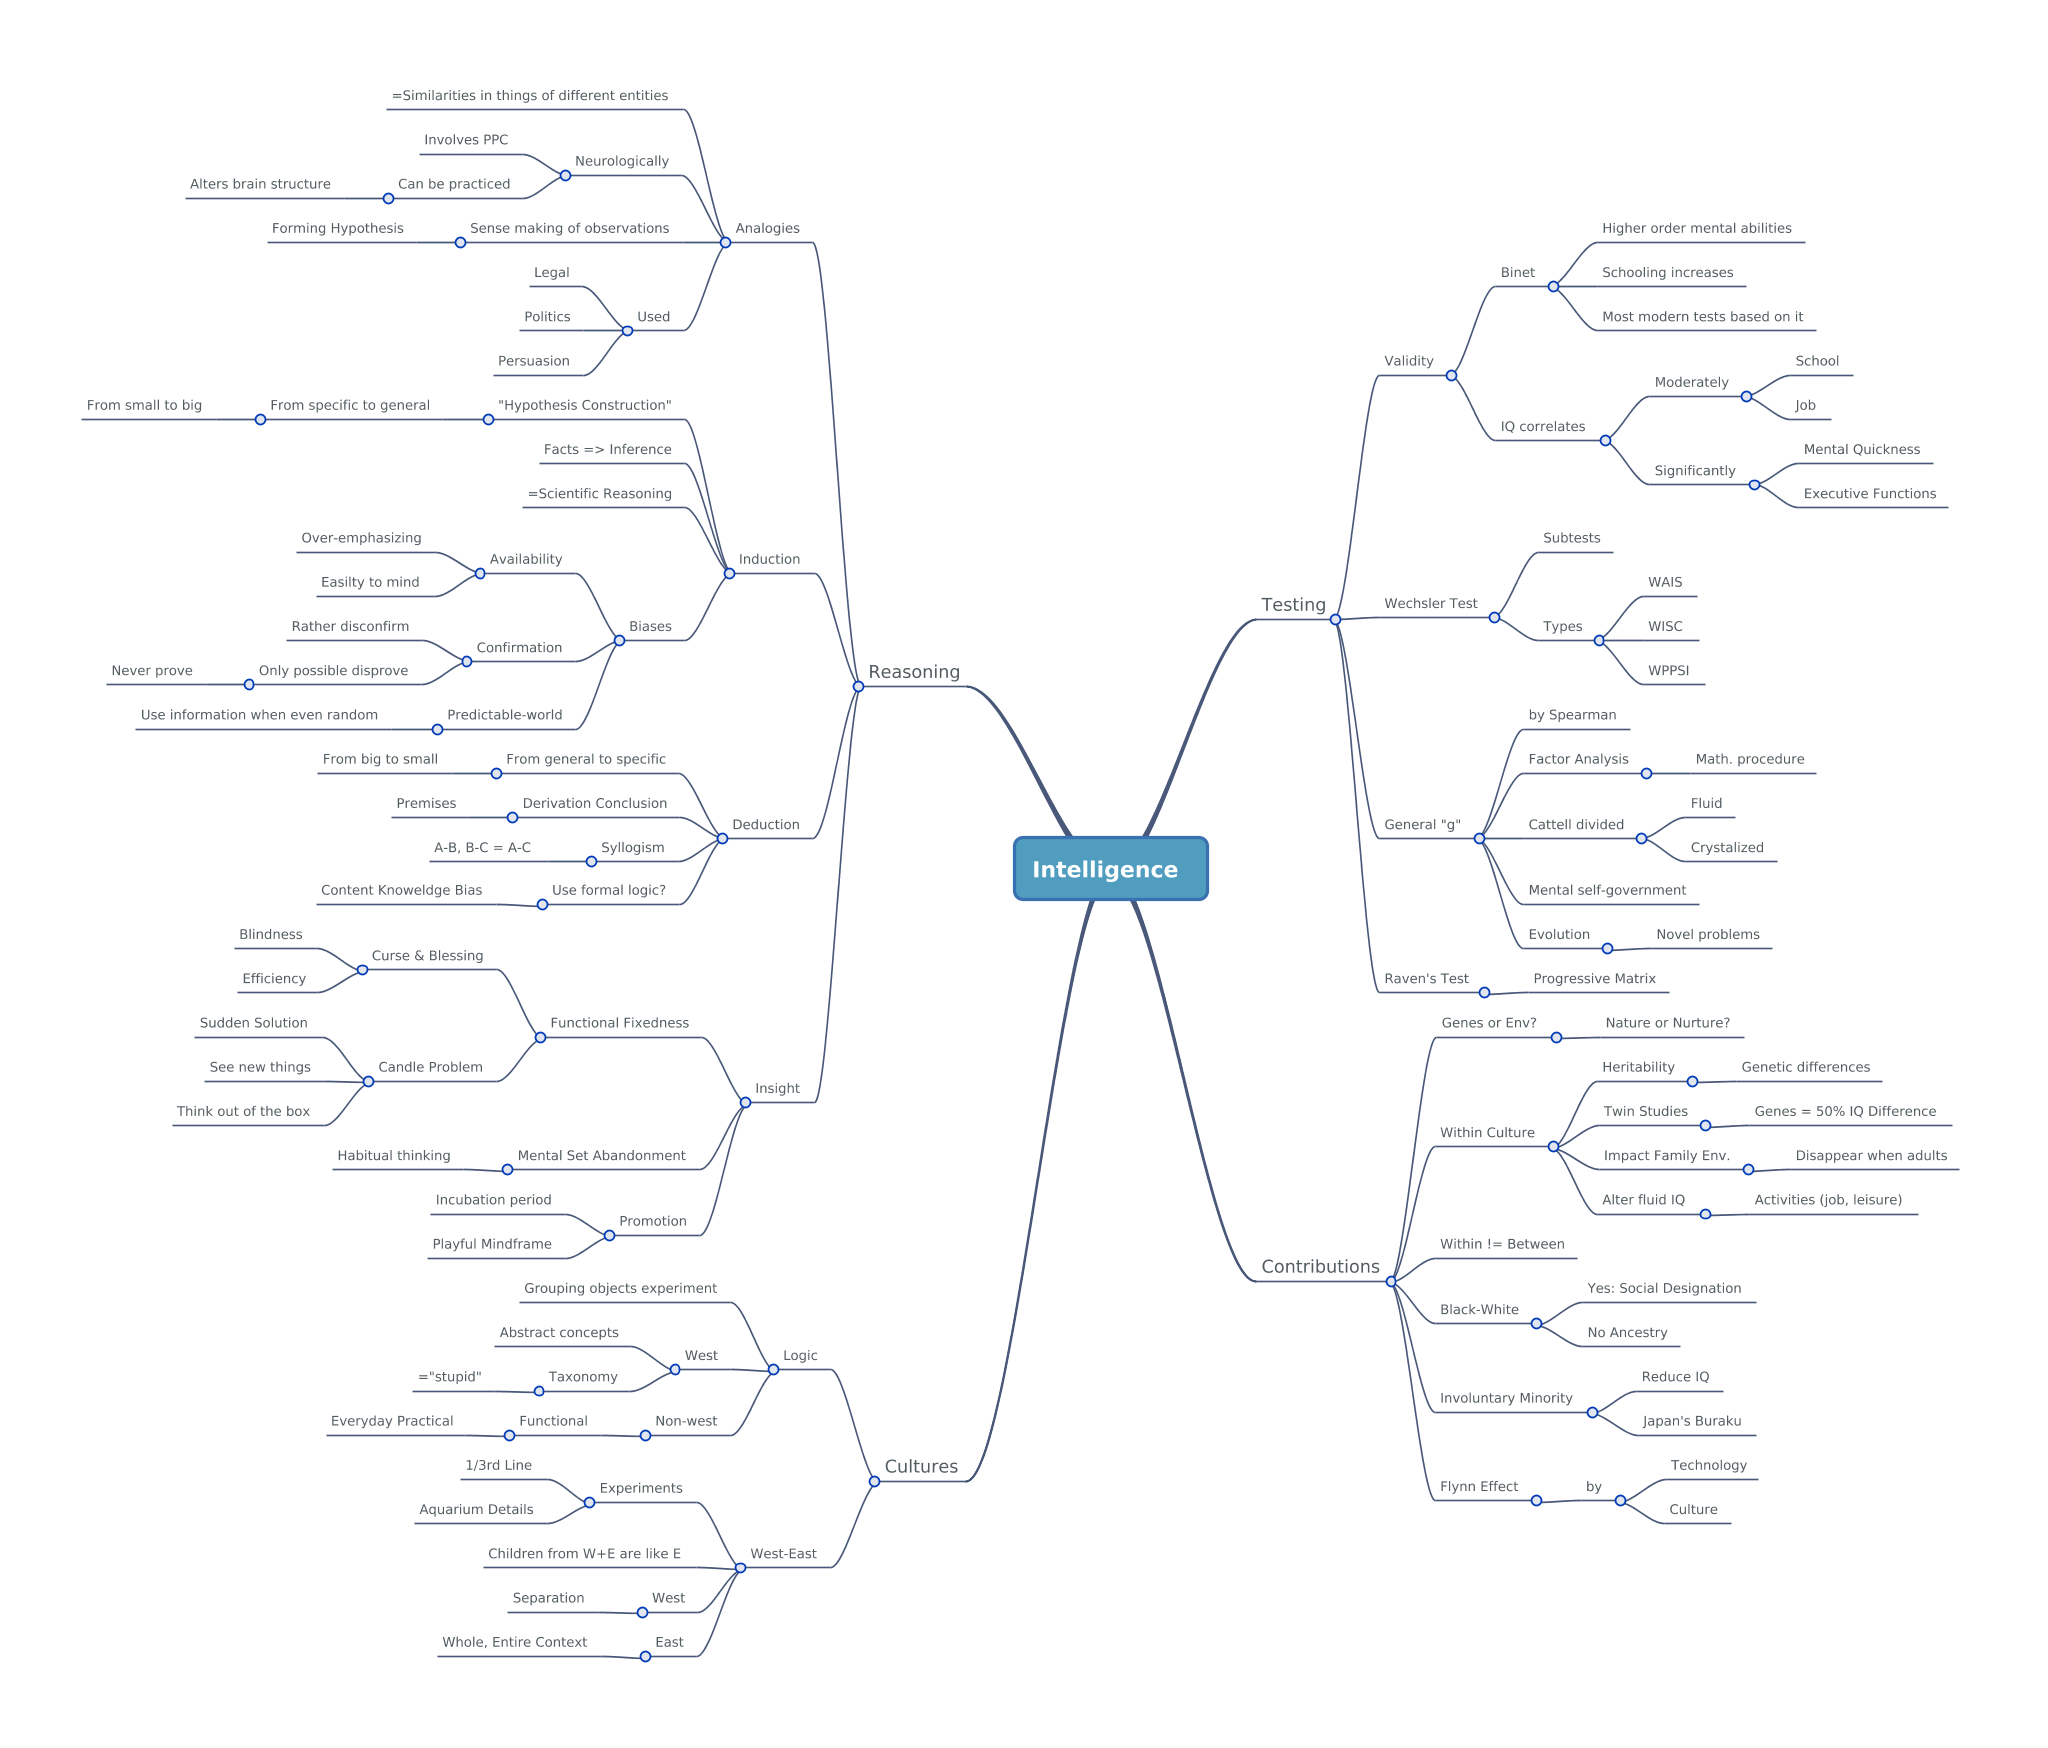 Intelligence
Reasoning
Analogies
=Similarities in things of different entities
Neurologically
Involves PPC
Can be practiced
Alters brain structure
Sense making of observations
Forming Hypothesis
Used
Legal
Politics
Persuasion
Induction
"Hypothesis Construction"
From specific to general
From small to big
Facts => Inference
=Scientific Reasoning
Biases
Availability
Over-emphasizing
Easilty to mind
Confirmation
Rather disconfirm
Only possible disprove
Never prove
Predictable-world
Use information when even random
Deduction
From general to specific
From big to small
Derivation Conclusion
Premises
Syllogism
A-B, B-C = A-C
Use formal logic?
Content Knoweldge Bias
Insight
Functional Fixedness
Curse & Blessing
Blindness
Efficiency
Candle Problem
Sudden Solution
See new things
Think out of the box
Mental Set Abandonment
Habitual thinking
Promotion
Incubation period
Playful Mindframe
Cultures
Logic
Grouping objects experiment
West
Abstract concepts
Taxonomy
="stupid"
Non-west
Functional
Everyday Practical
West-East
Experiments
1/3rd Line
Aquarium Details
Children from W+E are like E
West
Separation
East
Whole, Entire Context
Testing
Validity
Binet
Higher order mental abilities
Schooling increases
Most modern tests based on it
IQ correlates
Moderately
School
Job
Significantly
Mental Quickness
Executive Functions
Wechsler Test
Subtests
Types
WAIS
WISC
WPPSI
General "g"
by Spearman
Factor Analysis
Math. procedure
Cattell divided
Fluid
Crystalized
Mental self-government
Evolution
Novel problems
Raven's Test
Progressive Matrix
Contributions
Genes or Env?
Nature or Nurture?
Within Culture
Heritability
Genetic differences
Twin Studies
Genes = 50% IQ Difference
Impact Family Env.
Disappear when adults
Alter fluid IQ
Activities (job, leisure)
Within != Between
Black-White
Yes: Social Designation
No Ancestry
Involuntary Minority
Reduce IQ
Japan's Buraku
Flynn Effect
by
Technology
Culture